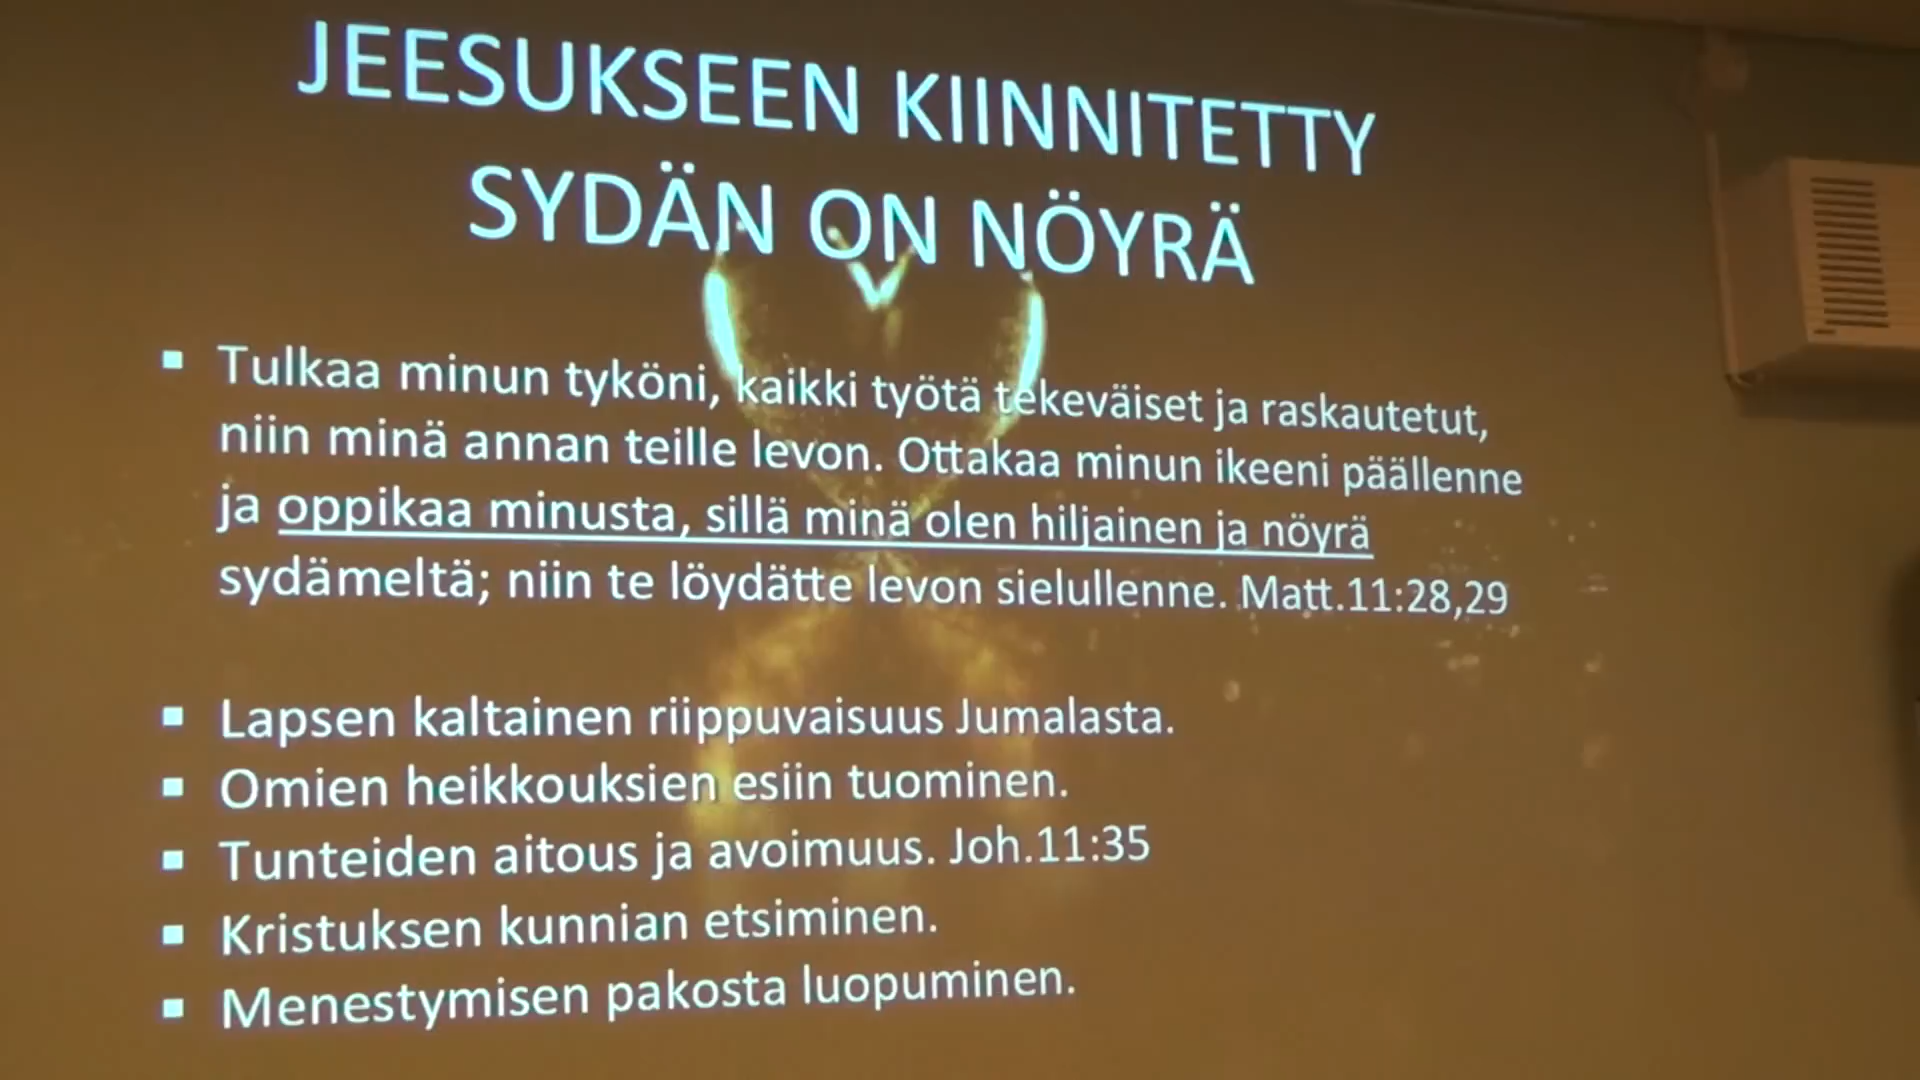 JEESUKSEEN KIINNITETTY
SYDÄN ON NÖYRÄ
▪ Tulkaa minun tyköni, kaikki työtä tekeväiset ja raskautetut,
niin minä annan teille levon. Ottakaa minun ikeeni päällenne
ja oppikaa minusta, sillä minä olen hiljainen ja nöyrä
sydämeltä; niin te löydätte levon sielullenne. Matt.11:28,29
▪ Lapsen kaltainen riippuvaisuus Jumalasta.
▪ Omien heikkouksien esiin tuominen.
▪ Tunteiden aitous ja avoimuus. Joh.11:35
▪ Kristuksen kunnian etsiminen.
▪ Menestymisen pakosta luopuminen.